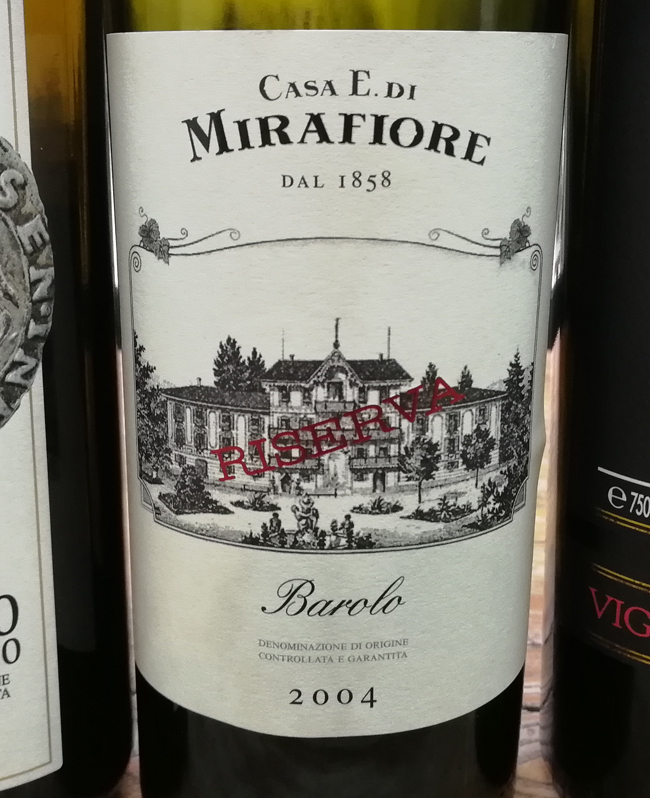 CASA E. DI
MIRAFIORE
DAL 1858
RISERVA
Barolo
DENOMINAZIONE DI ORIGINE
CONTROLLATA E GARANTITA
2004
e 750
VIG